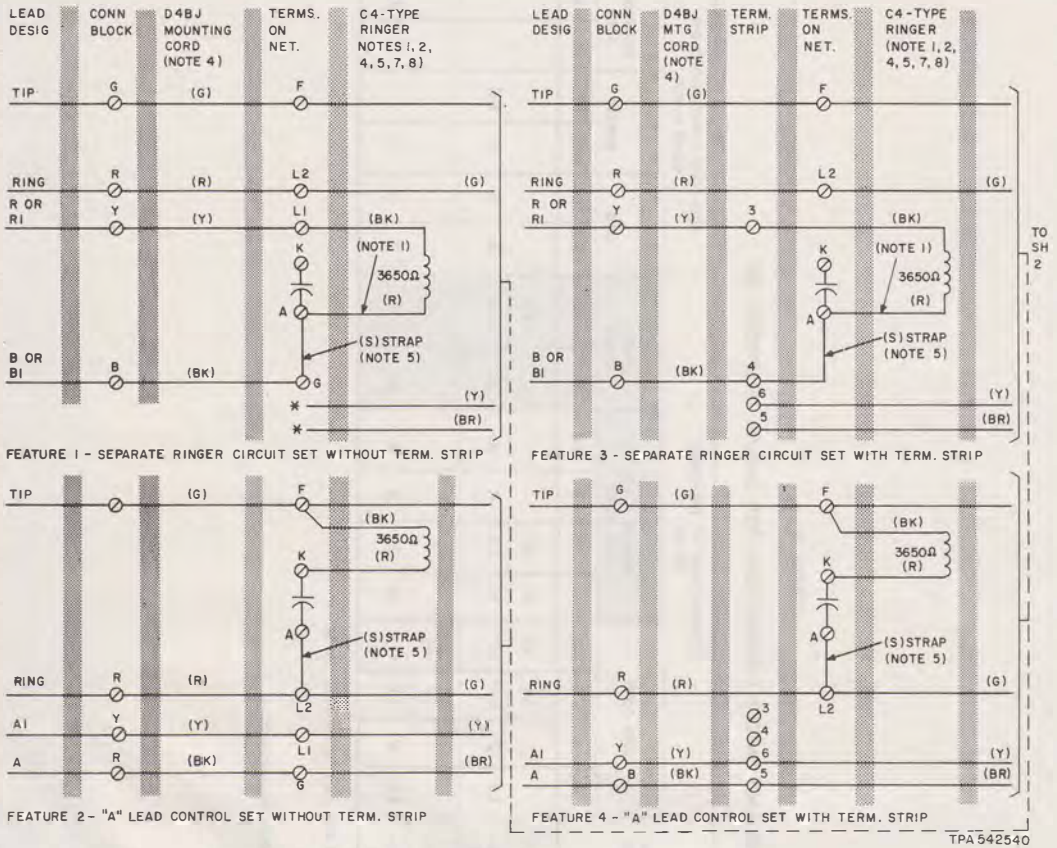 LEAD DESIG
CONN BLOCK
D4BJ MOUNTING CORD (NOTE 4)
TERMS. ON NET.
C4-TYPE RINGER NOTES 1, 2, 4, 5, 7, 8)
TIP
G
(G)
F
RING
R
(R)
L2
(G)
R OR R1
Y
(Y)
L1
(BK)
K
(NOTE 1)
3650Ω
(R)
A
(S) STRAP (NOTE 5)
B OR B1
B
(BK)
G
* (Y)
* (BR)
FEATURE 1 - SEPARATE RINGER CIRCUIT SET WITHOUT TERM. STRIP
LEAD DESIG
CONN BLOCK
D4BJ MTG CORD (NOTE 4)
TERM. STRIP
TERMS. ON NET.
C4-TYPE RINGER (NOTE 1, 2, 4, 5, 7, 8)
TIP
G
(G)
F
RING
R
(R)
L2
(G)
R OR R1
Y
(Y)
3
(BK)
K
(NOTE 1)
3650Ω
(R)
A
(S) STRAP (NOTE 5)
B OR B1
B
(BK)
4
6
(Y)
5
(BR)
FEATURE 3 - SEPARATE RINGER CIRCUIT SET WITH TERM. STRIP
TO SH 2
TIP
(G)
F
(BK)
3650Ω
(R)
K
A
(S) STRAP (NOTE 5)
RING
R
(R)
L2
(G)
A1
Y
(Y)
L1
(Y)
A
R
(BK)
G
(BR)
FEATURE 2 - "A" LEAD CONTROL SET WITHOUT TERM. STRIP
TIP
G
(G)
F
(BK)
3650Ω
(R)
K
A
(S) STRAP (NOTE 5)
RING
R
(R)
L2
(G)
3
4
A1
Y
(Y)
6
(Y)
A
B
(BK)
5
(BR)
FEATURE 4 - "A" LEAD CONTROL SET WITH TERM. STRIP
TPA 542540